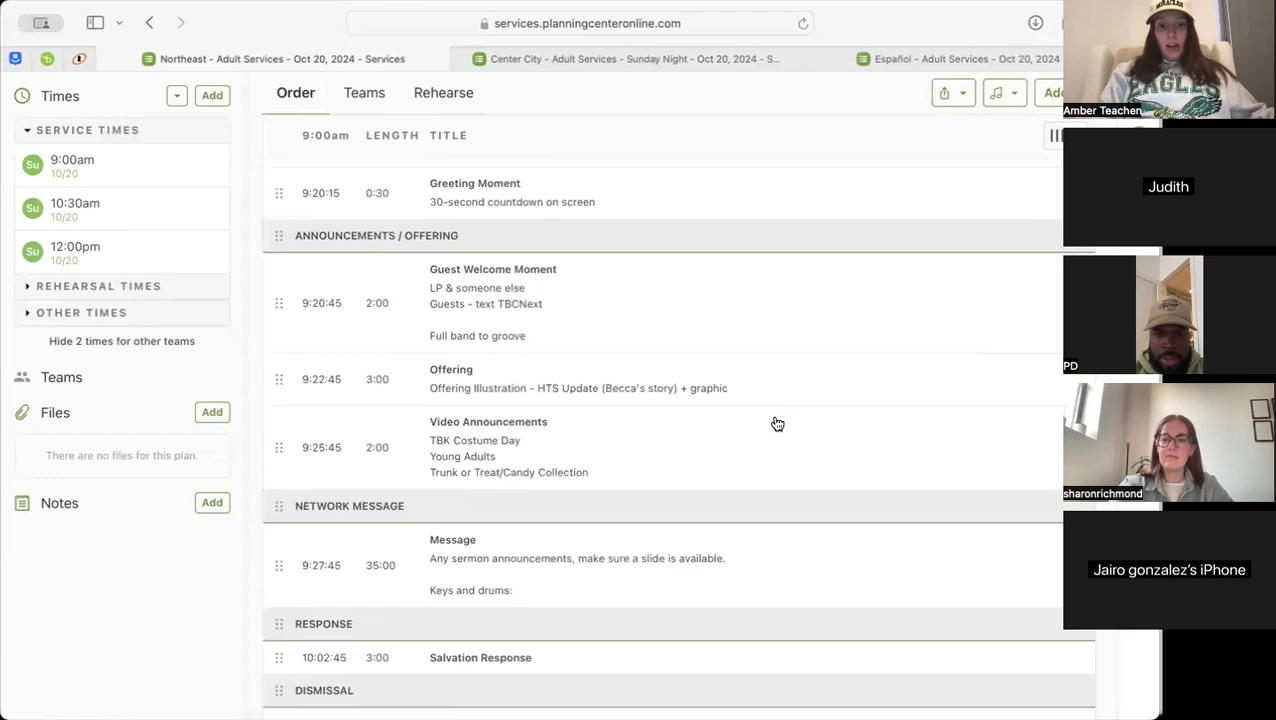 services.planningcenteronline.com
Northeast - Adult Services - Oct 20, 2024 - Services
Center City - Adult Services - Sunday Night - Oct 20, 2024 - S...
Español - Adult Services - Oct 20, 2024
Times
Add
SERVICE TIMES
Su
9:00am
10/20
Su
10:30am
10/20
Su
12:00pm
10/20
REHEARSAL TIMES
OTHER TIMES
Hide 2 times for other teams
Teams
Files
Add
There are no files for this plan.
Notes
Add
Order
Teams
Rehearse
9:00am LENGTH TITLE
9:20:15 0:30 Greeting Moment
30-second countdown on screen
ANNOUNCEMENTS / OFFERING
9:20:45 2:00 Guest Welcome Moment
LP & someone else
Guests - text TBCNext
Full band to groove
9:22:45 3:00 Offering
Offering Illustration - HTS Update (Becca's story) + graphic
9:25:45 2:00 Video Announcements
TBK Costume Day
Young Adults
Trunk or Treat/Candy Collection
NETWORK MESSAGE
9:27:45 35:00 Message
Any sermon announcements, make sure a slide is available.
Keys and drums:
RESPONSE
10:02:45 3:00 Salvation Response
DISMISSAL
MIRACLES
EAGLES
Amber Teachen
Judith
PD
sharonrichmond
Jairo gonzalez's iPhone